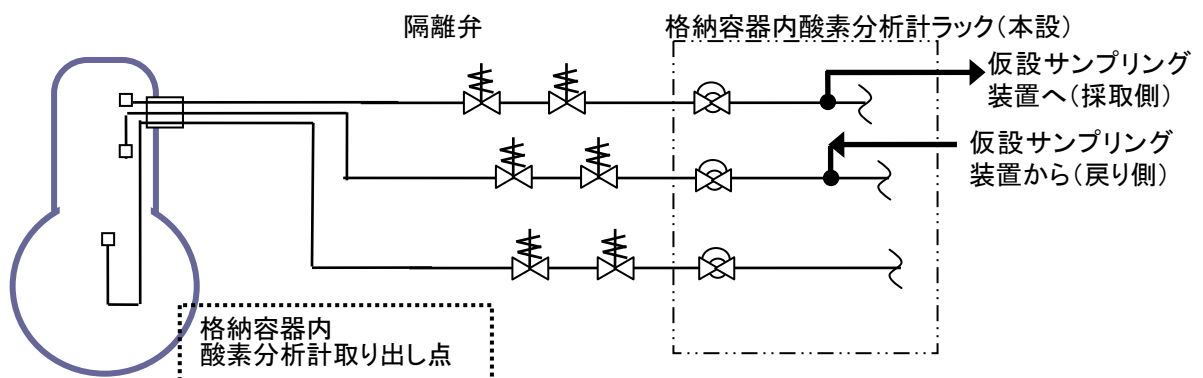 隔離弁
格納容器内酸素分析計ラック(本設)
仮設サンプリング
装置へ(採取側)
仮設サンプリング
装置から(戻り側)
格納容器内
酸素分析計取り出し点